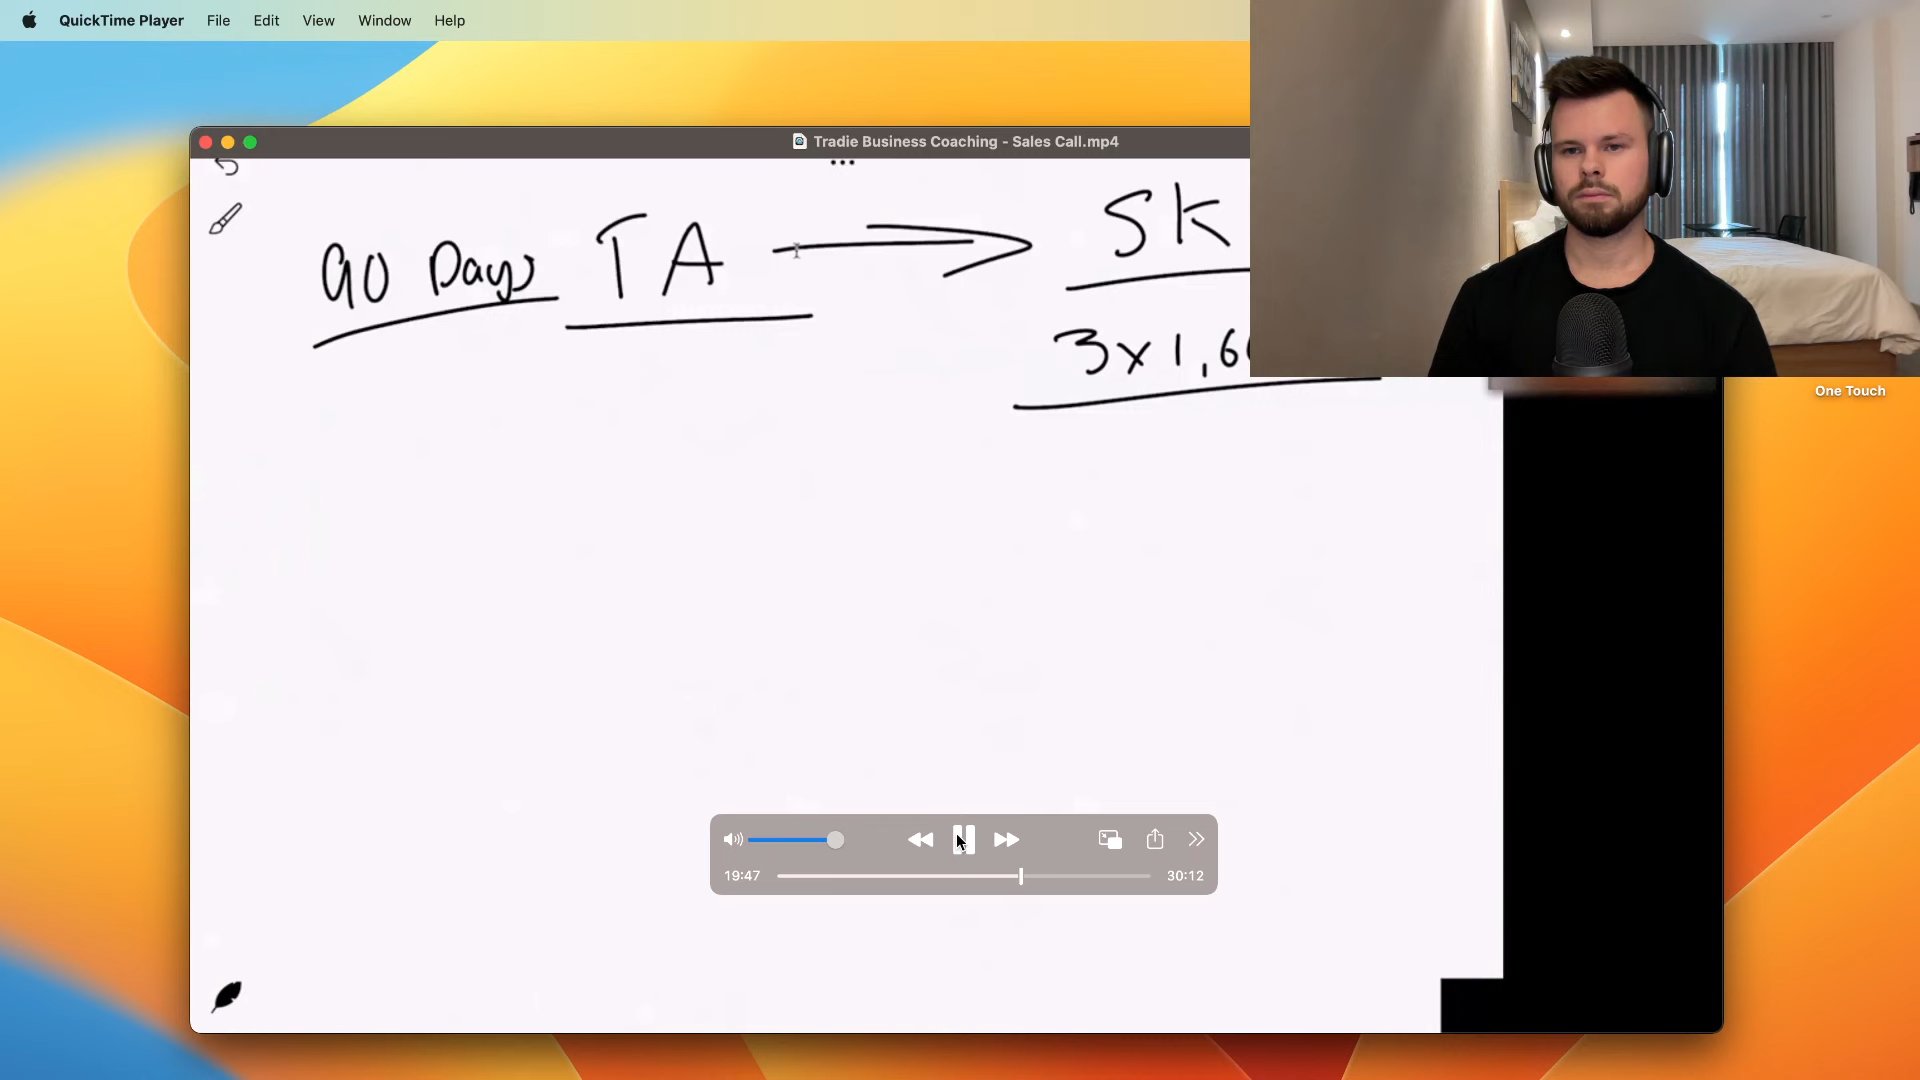 QuickTime Player File Edit View Window Help
Tradie Business Coaching - Sales Call.mp4
90 Days TA SK
3x1,6
One Touch
19:47 30:12